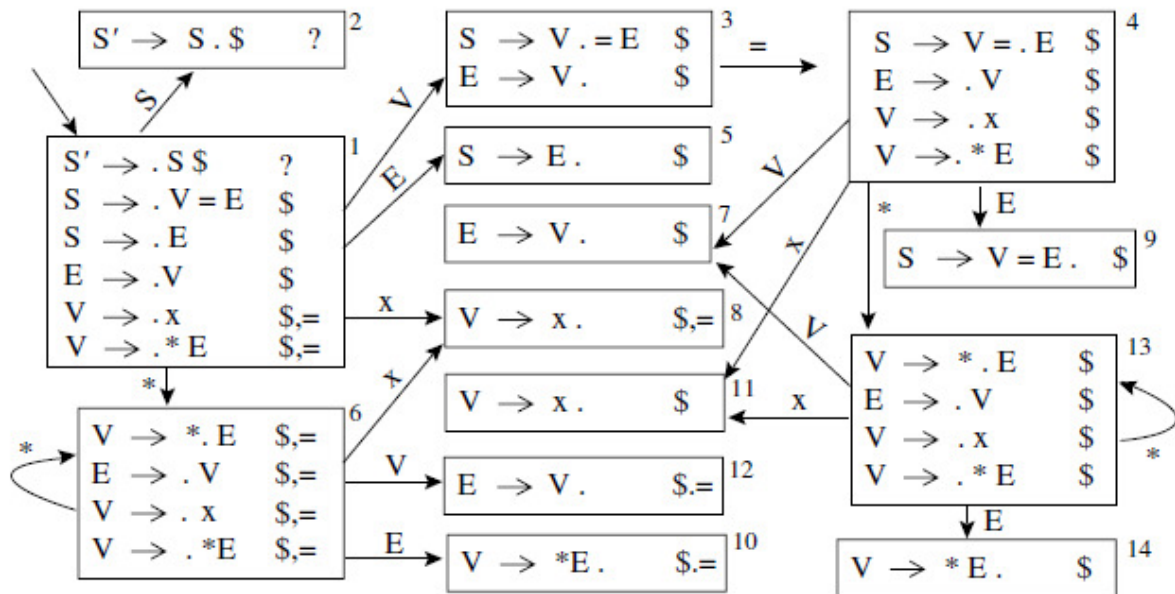 2
S′ → S . $ ?
S
1
S′ → . S $ ?
S → . V = E $
S → . E $
E → .V $
V → . x $,=
V → .* E $,=
V
E
x
*
3
S → V . = E $
E → V . $
=
4
S → V = . E $
E → . V $
V → . x $
V → . * E $
5
S → E . $
7
E → V . $
V
x
*
E
9
S → V = E . $
8
V → x . $,=
11
V → x . $
V
x
6
V → *. E $,=
E → . V $,=
V → . x $,=
V → . *E $,=
*
x
V
E
12
E → V . $.=
10
V → *E . $.=
13
V → * . E $
E → . V $
V → . x $
V → . * E $
*
E
14
V → * E . $